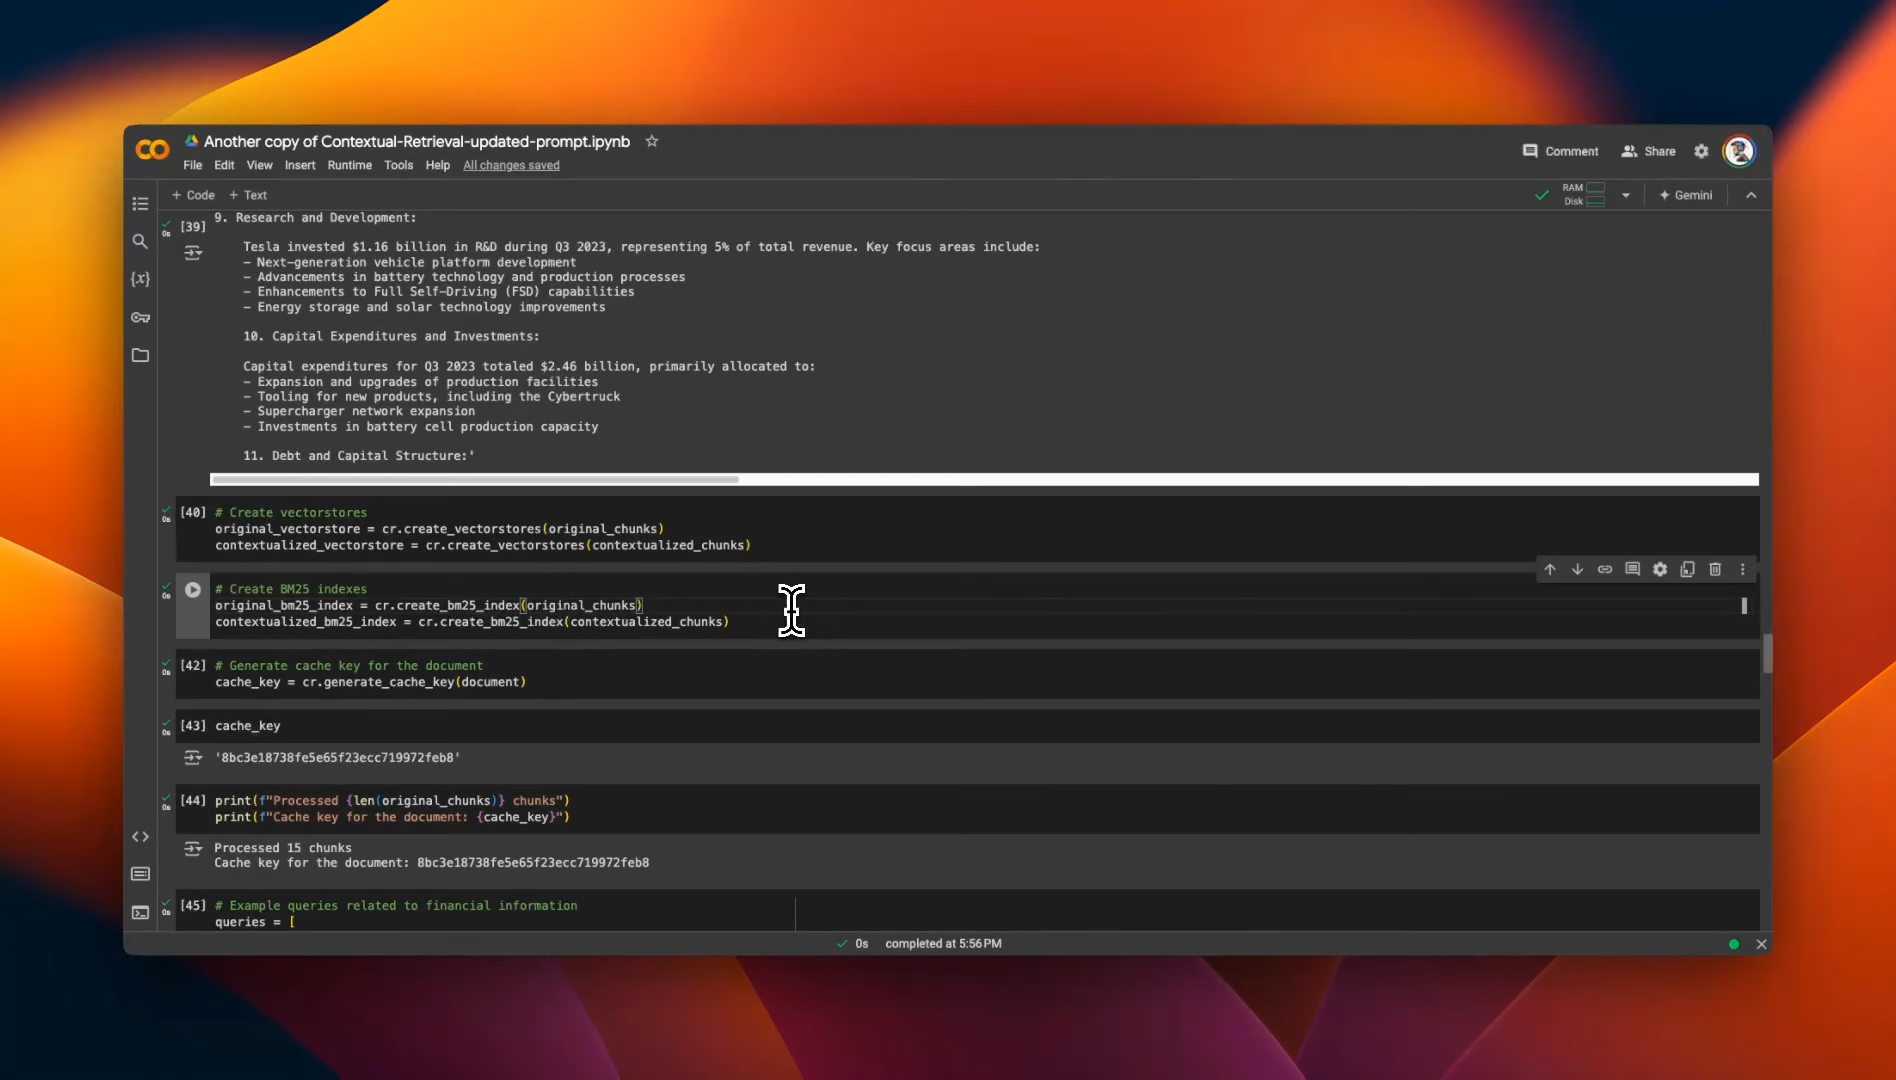 Another copy of Contextual-Retrieval-updated-prompt.ipynb
Comment
Share
File Edit View Insert Runtime Tools Help All changes saved
+ Code + Text
RAM
Disk
Gemini
9. Research and Development:
[39]
0s
Tesla invested $1.16 billion in R&D during Q3 2023, representing 5% of total revenue. Key focus areas include:
- Next-generation vehicle platform development
- Advancements in battery technology and production processes
- Enhancements to Full Self-Driving (FSD) capabilities
- Energy storage and solar technology improvements
10. Capital Expenditures and Investments:
Capital expenditures for Q3 2023 totaled $2.46 billion, primarily allocated to:
- Expansion and upgrades of production facilities
- Tooling for new products, including the Cybertruck
- Supercharger network expansion
- Investments in battery cell production capacity
11. Debt and Capital Structure:'
[40] # Create vectorstores
0s
original_vectorstore = cr.create_vectorstores(original_chunks)
contextualized_vectorstore = cr.create_vectorstores(contextualized_chunks)
# Create BM25 indexes
0s
original_bm25_index = cr.create_bm25_index(original_chunks)
contextualized_bm25_index = cr.create_bm25_index(contextualized_chunks)
[42] # Generate cache key for the document
0s
cache_key = cr.generate_cache_key(document)
[43] cache_key
0s
'8bc3e18738fe5e65f23ecc719972feb8'
[44] print(f"Processed {len(original_chunks)} chunks")
0s
print(f"Cache key for the document: {cache_key}")
Processed 15 chunks
Cache key for the document: 8bc3e18738fe5e65f23ecc719972feb8
[45] # Example queries related to financial information
0s
queries = [
0s completed at 5:56 PM